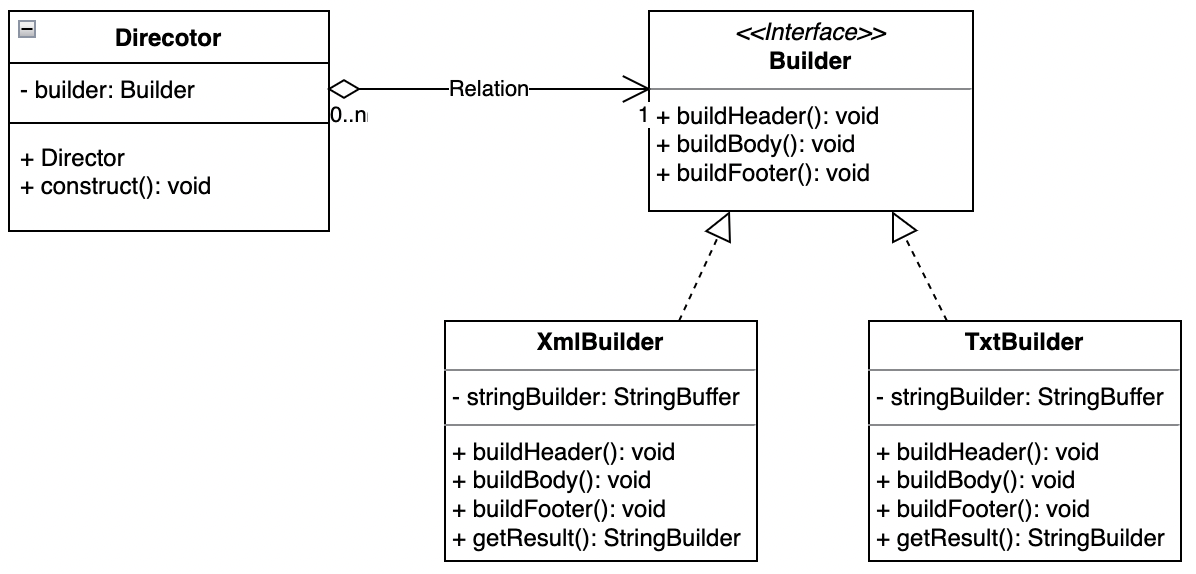 Direcotor
- builder: Builder
+ Director
+ construct(): void
0..n
Relation
1
<<Interface>>
Builder
+ buildHeader(): void
+ buildBody(): void
+ buildFooter(): void
XmlBuilder
- stringBuilder: StringBuffer
+ buildHeader(): void
+ buildBody(): void
+ buildFooter(): void
+ getResult(): StringBuilder
TxtBuilder
- stringBuilder: StringBuffer
+ buildHeader(): void
+ buildBody(): void
+ buildFooter(): void
+ getResult(): StringBuilder